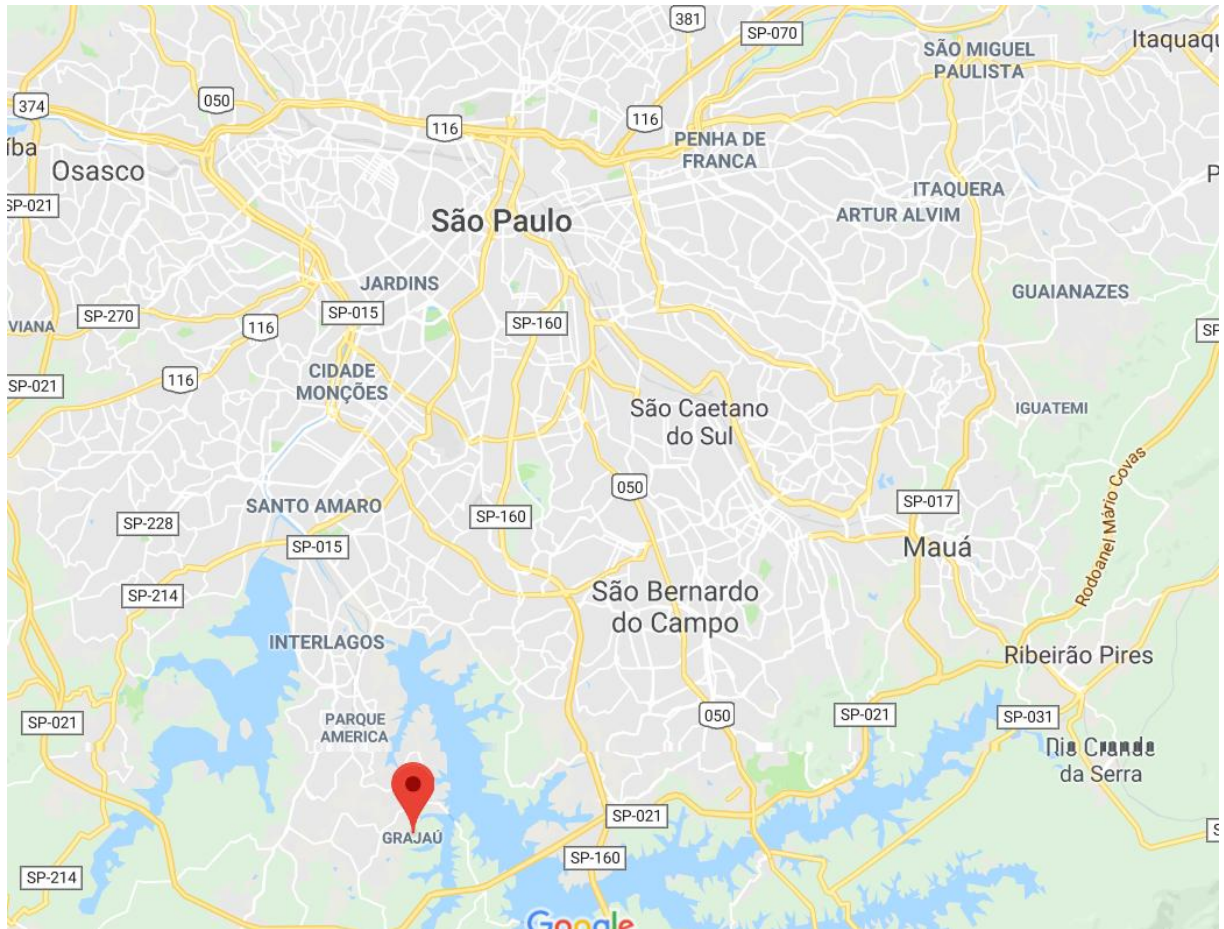 381
SP-070
Itaquaqu
SÃO MIGUEL
PAULISTA
374
050
116
116
PENHA DE
FRANCA
íba
Osasco
ITAQUERA
P
SP-021
ARTUR ALVIM
São Paulo
JARDINS
GUAIANAZES
SP-270
SP-015
SP-160
VIANA
116
SP
CIDADE
MONÇÕES
116
SP-021
São Caetano
do Sul
IGUATEMI
050
Rodoanel Mário Covas
SANTO AMARO
SP-017
SP-228
SP-160
SP-015
Mauá
SP-214
São Bernardo
do Campo
INTERLAGOS
Ribeirão Pires
PARQUE
AMERICA
SP-021
050
SP-021
SP-031
da Serra
SP-021
GRAJAÚ
S
SP-160
SP-214
Google